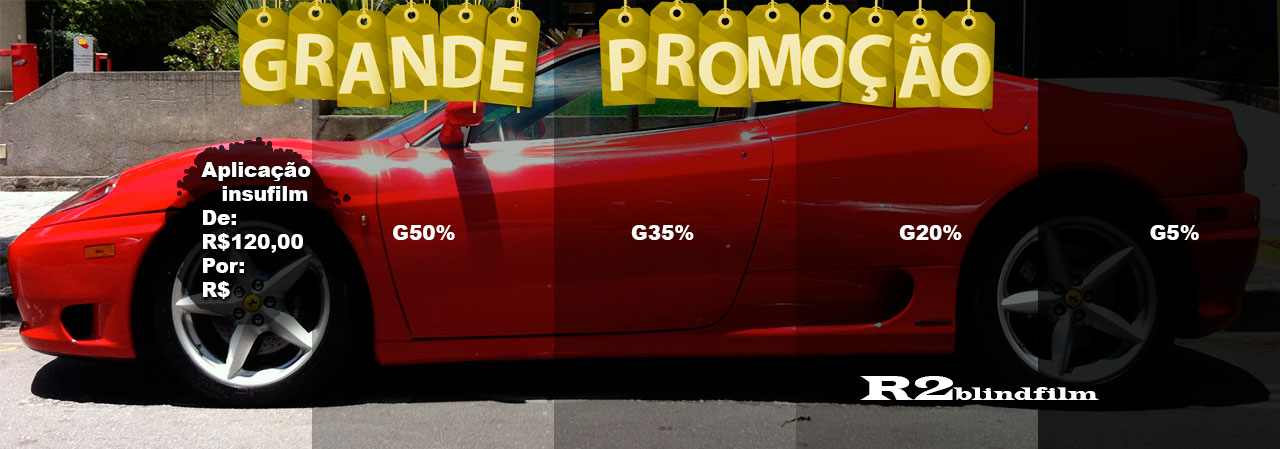 GRANDE PROMOÇÃO
Aplicação
insufilm
De:
R$120,00
Por:
R$
G50%
G35%
G20%
G5%
R2blindfilm